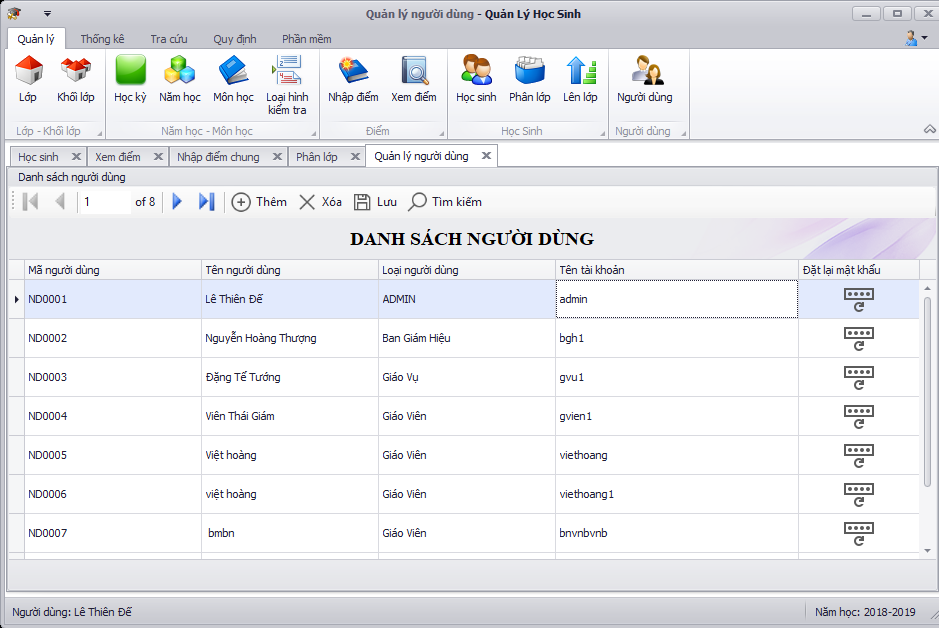 Quản lý người dùng - Quản Lý Học Sinh
Quản lý Thống kê Tra cứu Quy định Phần mềm
Lớp Khối lớp Học kỳ Năm học Môn học Loại hình kiểm tra Nhập điểm Xem điểm Học sinh Phân lớp Lên lớp Người dùng
Lớp - Khối lớp Năm học - Môn học Điểm Học Sinh Người dùng
Học sinh Xem điểm Nhập điểm chung Phân lớp Quản lý người dùng
Danh sách người dùng
1 of 8 Thêm Xóa Lưu Tìm kiếm
DANH SÁCH NGƯỜI DÙNG
Mã người dùng Tên người dùng Loại người dùng Tên tài khoản Đặt lại mật khẩu
ND0001 Lê Thiên Đế ADMIN admin
ND0002 Nguyễn Hoàng Thượng Ban Giám Hiệu bgh1
ND0003 Đặng Tể Tướng Giáo Vụ gvu1
ND0004 Viên Thái Giám Giáo Viên gvien1
ND0005 Việt hoàng Giáo Viên viethoang
ND0006 việt hoàng Giáo Viên viethoang1
ND0007 bmbn Giáo Viên bnvnbvnb
Người dùng: Lê Thiên Đế Năm học: 2018-2019